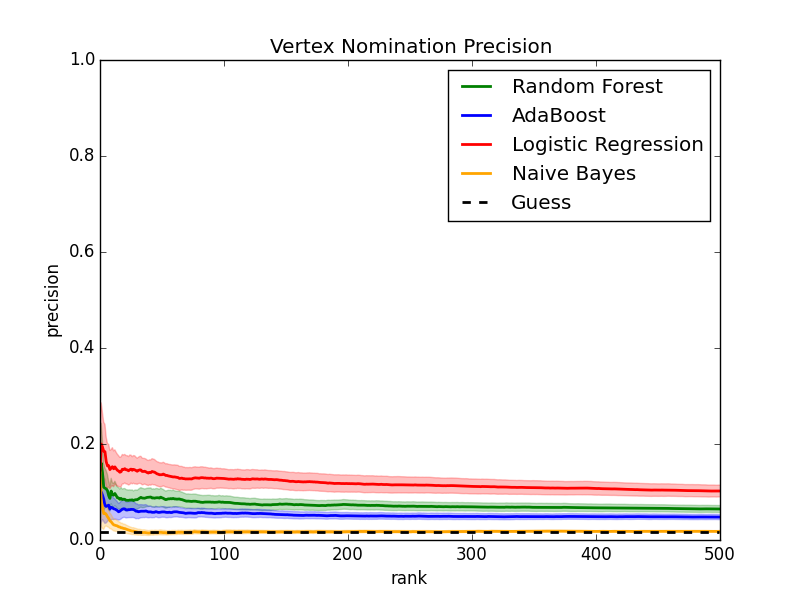 Vertex Nomination Precision
1.0
0.8
0.6
0.4
0.2
0.0
precision
Random Forest
AdaBoost
Logistic Regression
Naive Bayes
Guess
0
100
200
300
400
500
rank